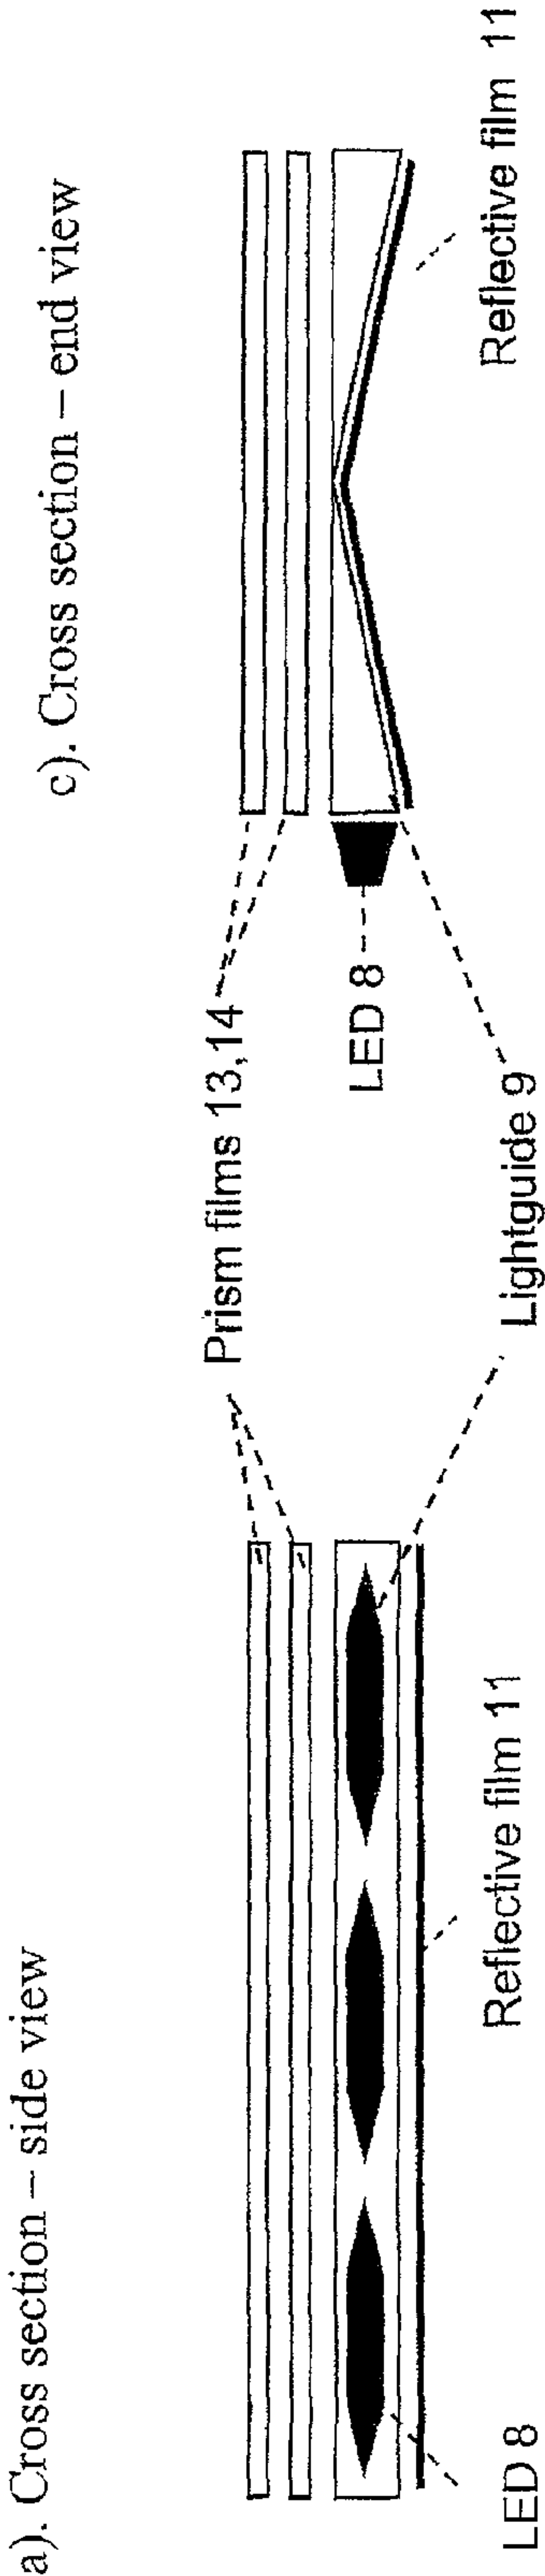 a). Cross section – side view
LED 8
Reflective film 11
Prism films 13,14
Lightguide 9
c). Cross section – end view
LED 8
Reflective film 11